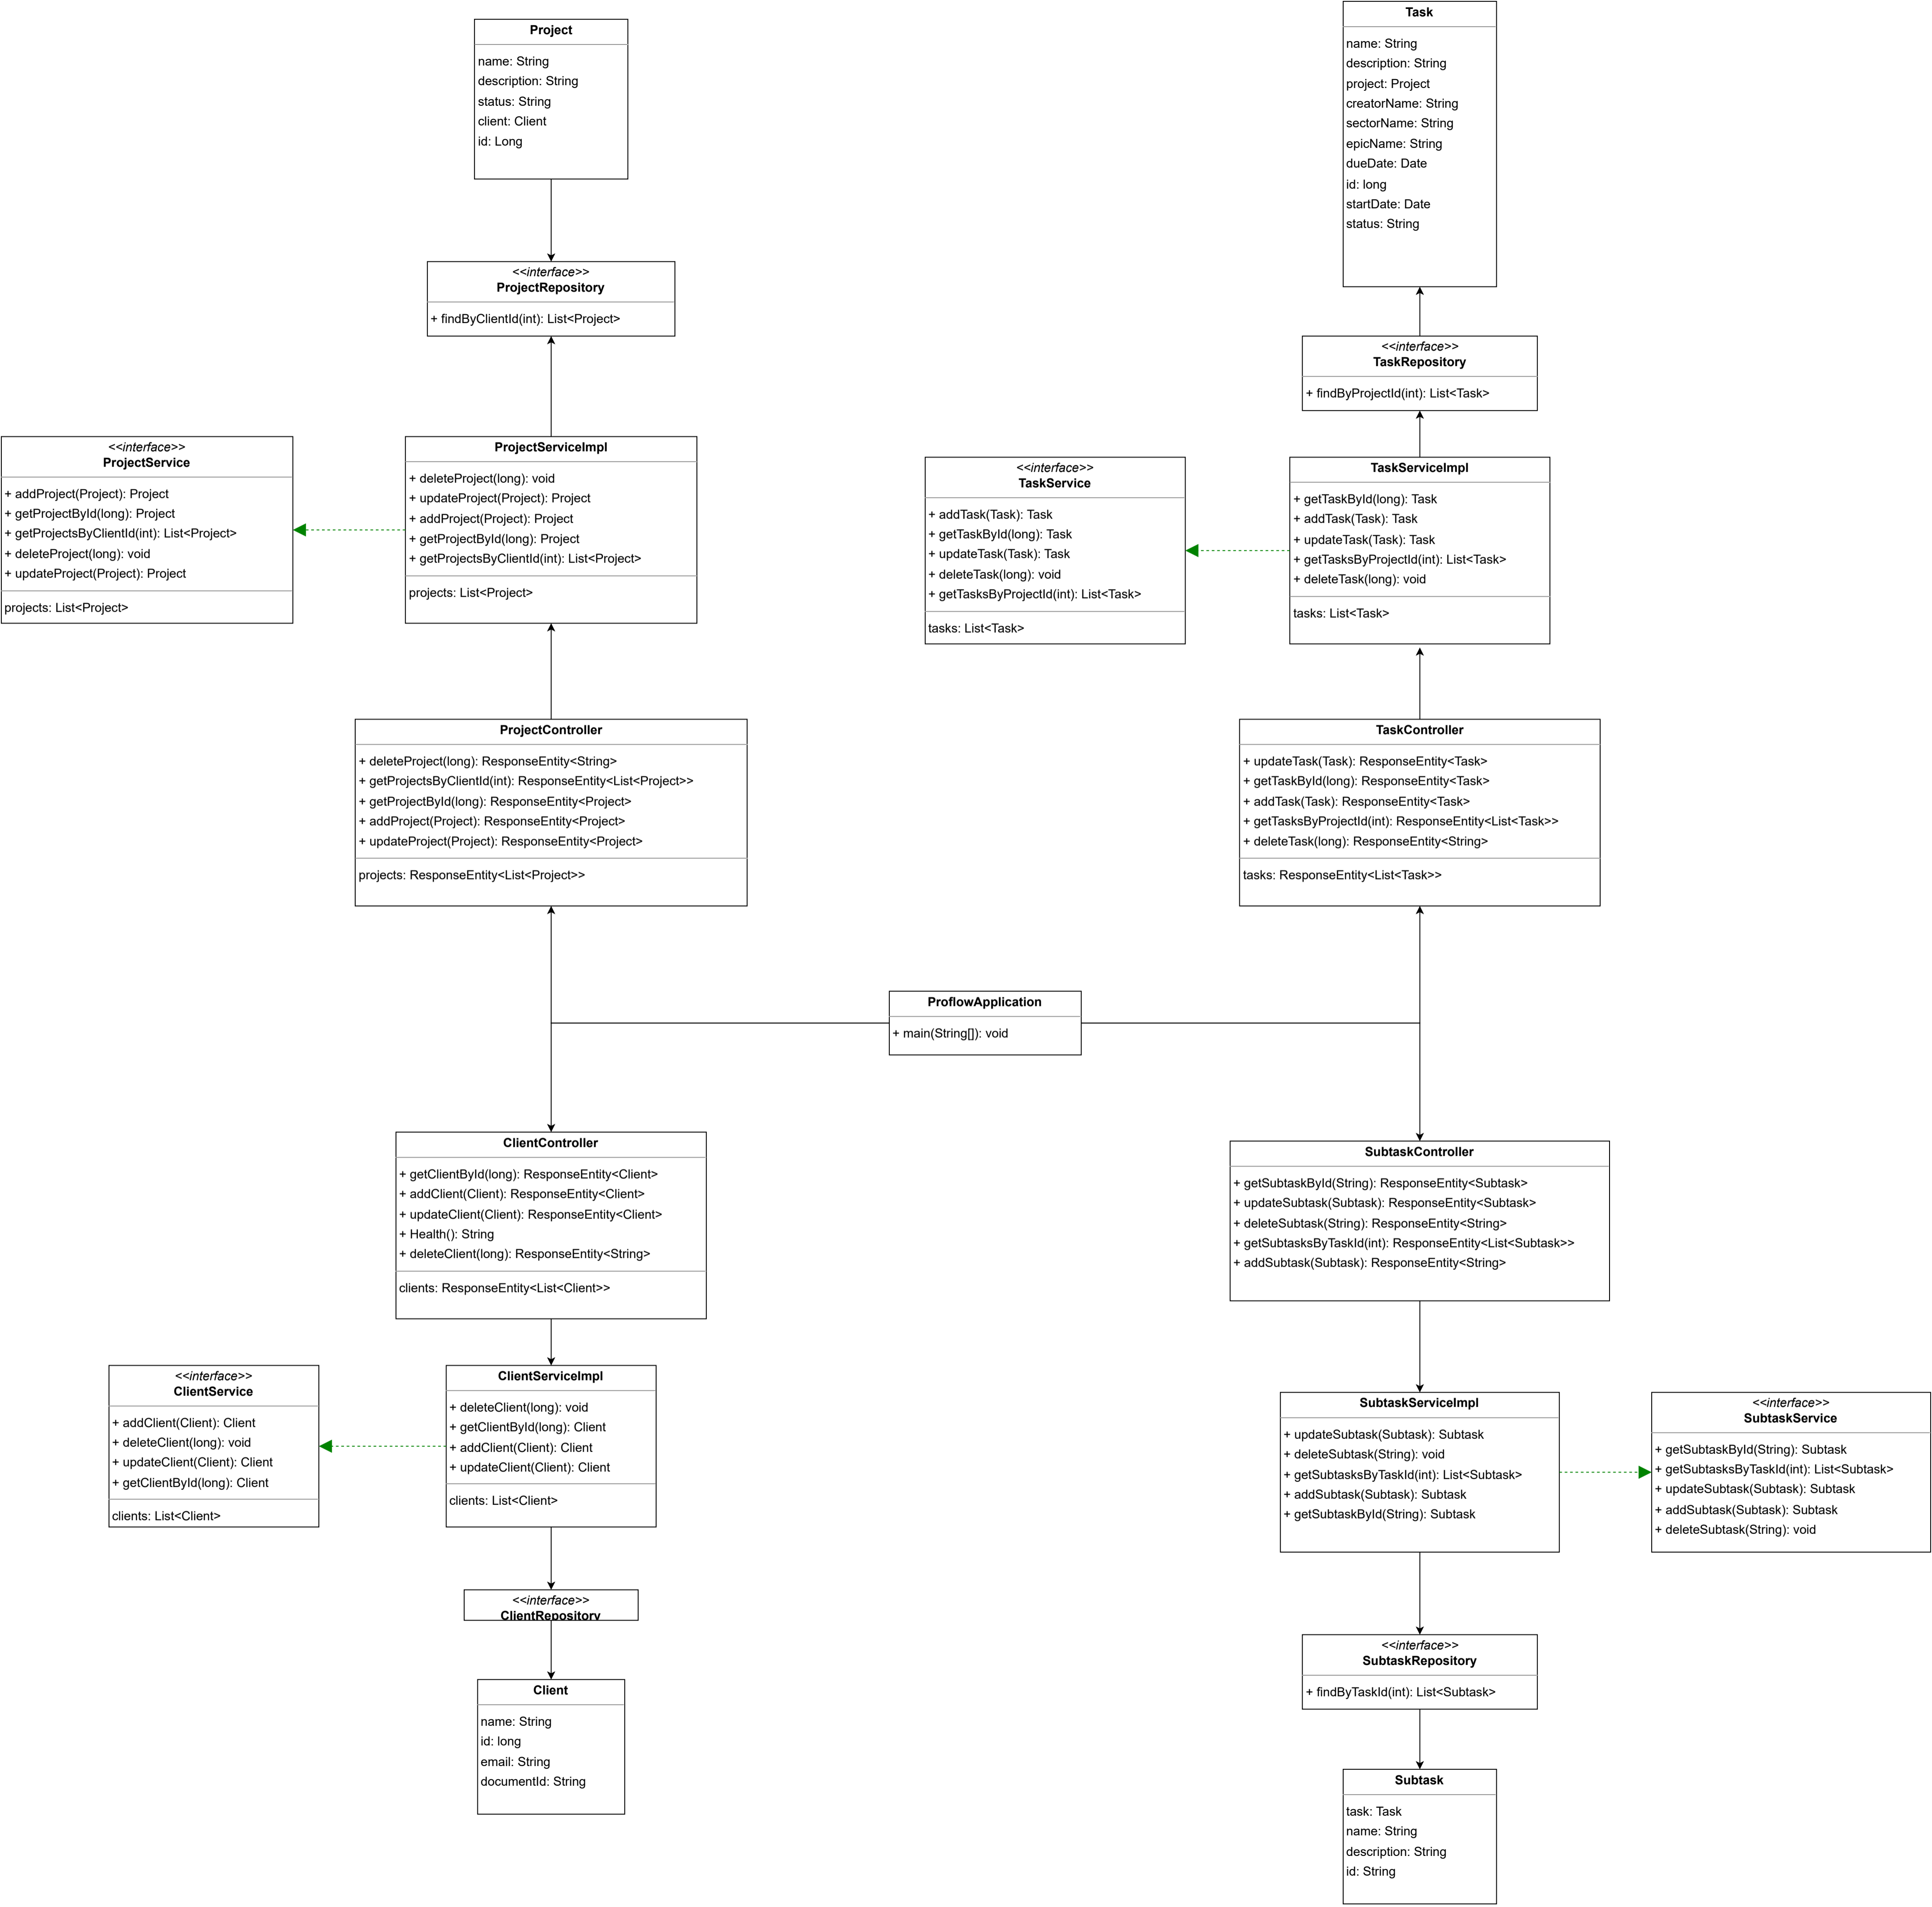 Project
name: String
description: String
status: String
client: Client
id: Long
Task
name: String
description: String
project: Project
creatorName: String
sectorName: String
epicName: String
dueDate: Date
id: long
startDate: Date
status: String
<<interface>>
ProjectRepository
+ findByClientId(int): List<Project>
<<interface>>
TaskRepository
+ findByProjectId(int): List<Task>
<<interface>>
ProjectService
+ addProject(Project): Project
+ getProjectById(long): Project
+ getProjectsByClientId(int): List<Project>
+ deleteProject(long): void
+ updateProject(Project): Project
projects: List<Project>
ProjectServiceImpl
+ deleteProject(long): void
+ updateProject(Project): Project
+ addProject(Project): Project
+ getProjectById(long): Project
+ getProjectsByClientId(int): List<Project>
projects: List<Project>
<<interface>>
TaskService
+ addTask(Task): Task
+ getTaskById(long): Task
+ updateTask(Task): Task
+ deleteTask(long): void
+ getTasksByProjectId(int): List<Task>
tasks: List<Task>
TaskServiceImpl
+ getTaskById(long): Task
+ addTask(Task): Task
+ updateTask(Task): Task
+ getTasksByProjectId(int): List<Task>
+ deleteTask(long): void
tasks: List<Task>
ProjectController
+ deleteProject(long): ResponseEntity<String>
+ getProjectsByClientId(int): ResponseEntity<List<Project>>
+ getProjectById(long): ResponseEntity<Project>
+ addProject(Project): ResponseEntity<Project>
+ updateProject(Project): ResponseEntity<Project>
projects: ResponseEntity<List<Project>>
TaskController
+ updateTask(Task): ResponseEntity<Task>
+ getTaskById(long): ResponseEntity<Task>
+ addTask(Task): ResponseEntity<Task>
+ getTasksByProjectId(int): ResponseEntity<List<Task>>
+ deleteTask(long): ResponseEntity<String>
tasks: ResponseEntity<List<Task>>
ProflowApplication
+ main(String[]): void
ClientController
+ getClientById(long): ResponseEntity<Client>
+ addClient(Client): ResponseEntity<Client>
+ updateClient(Client): ResponseEntity<Client>
+ Health(): String
+ deleteClient(long): ResponseEntity<String>
clients: ResponseEntity<List<Client>>
SubtaskController
+ getSubtaskById(String): ResponseEntity<Subtask>
+ updateSubtask(Subtask): ResponseEntity<Subtask>
+ deleteSubtask(String): ResponseEntity<String>
+ getSubtasksByTaskId(int): ResponseEntity<List<Subtask>>
+ addSubtask(Subtask): ResponseEntity<String>
<<interface>>
ClientService
+ addClient(Client): Client
+ deleteClient(long): void
+ updateClient(Client): Client
+ getClientById(long): Client
clients: List<Client>
ClientServiceImpl
+ deleteClient(long): void
+ getClientById(long): Client
+ addClient(Client): Client
+ updateClient(Client): Client
clients: List<Client>
SubtaskServiceImpl
+ updateSubtask(Subtask): Subtask
+ deleteSubtask(String): void
+ getSubtasksByTaskId(int): List<Subtask>
+ addSubtask(Subtask): Subtask
+ getSubtaskById(String): Subtask
<<interface>>
SubtaskService
+ getSubtaskById(String): Subtask
+ getSubtasksByTaskId(int): List<Subtask>
+ updateSubtask(Subtask): Subtask
+ addSubtask(Subtask): Subtask
+ deleteSubtask(String): void
<<interface>>
ClientRepository
<<interface>>
SubtaskRepository
+ findByTaskId(int): List<Subtask>
Client
name: String
id: long
email: String
documentId: String
Subtask
task: Task
name: String
description: String
id: String